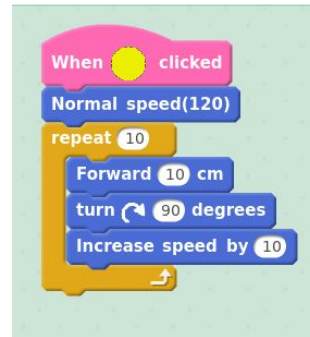 When clicked
Normal speed(120)
repeat 10
Forward 10 cm
turn 90 degrees
Increase speed by 10